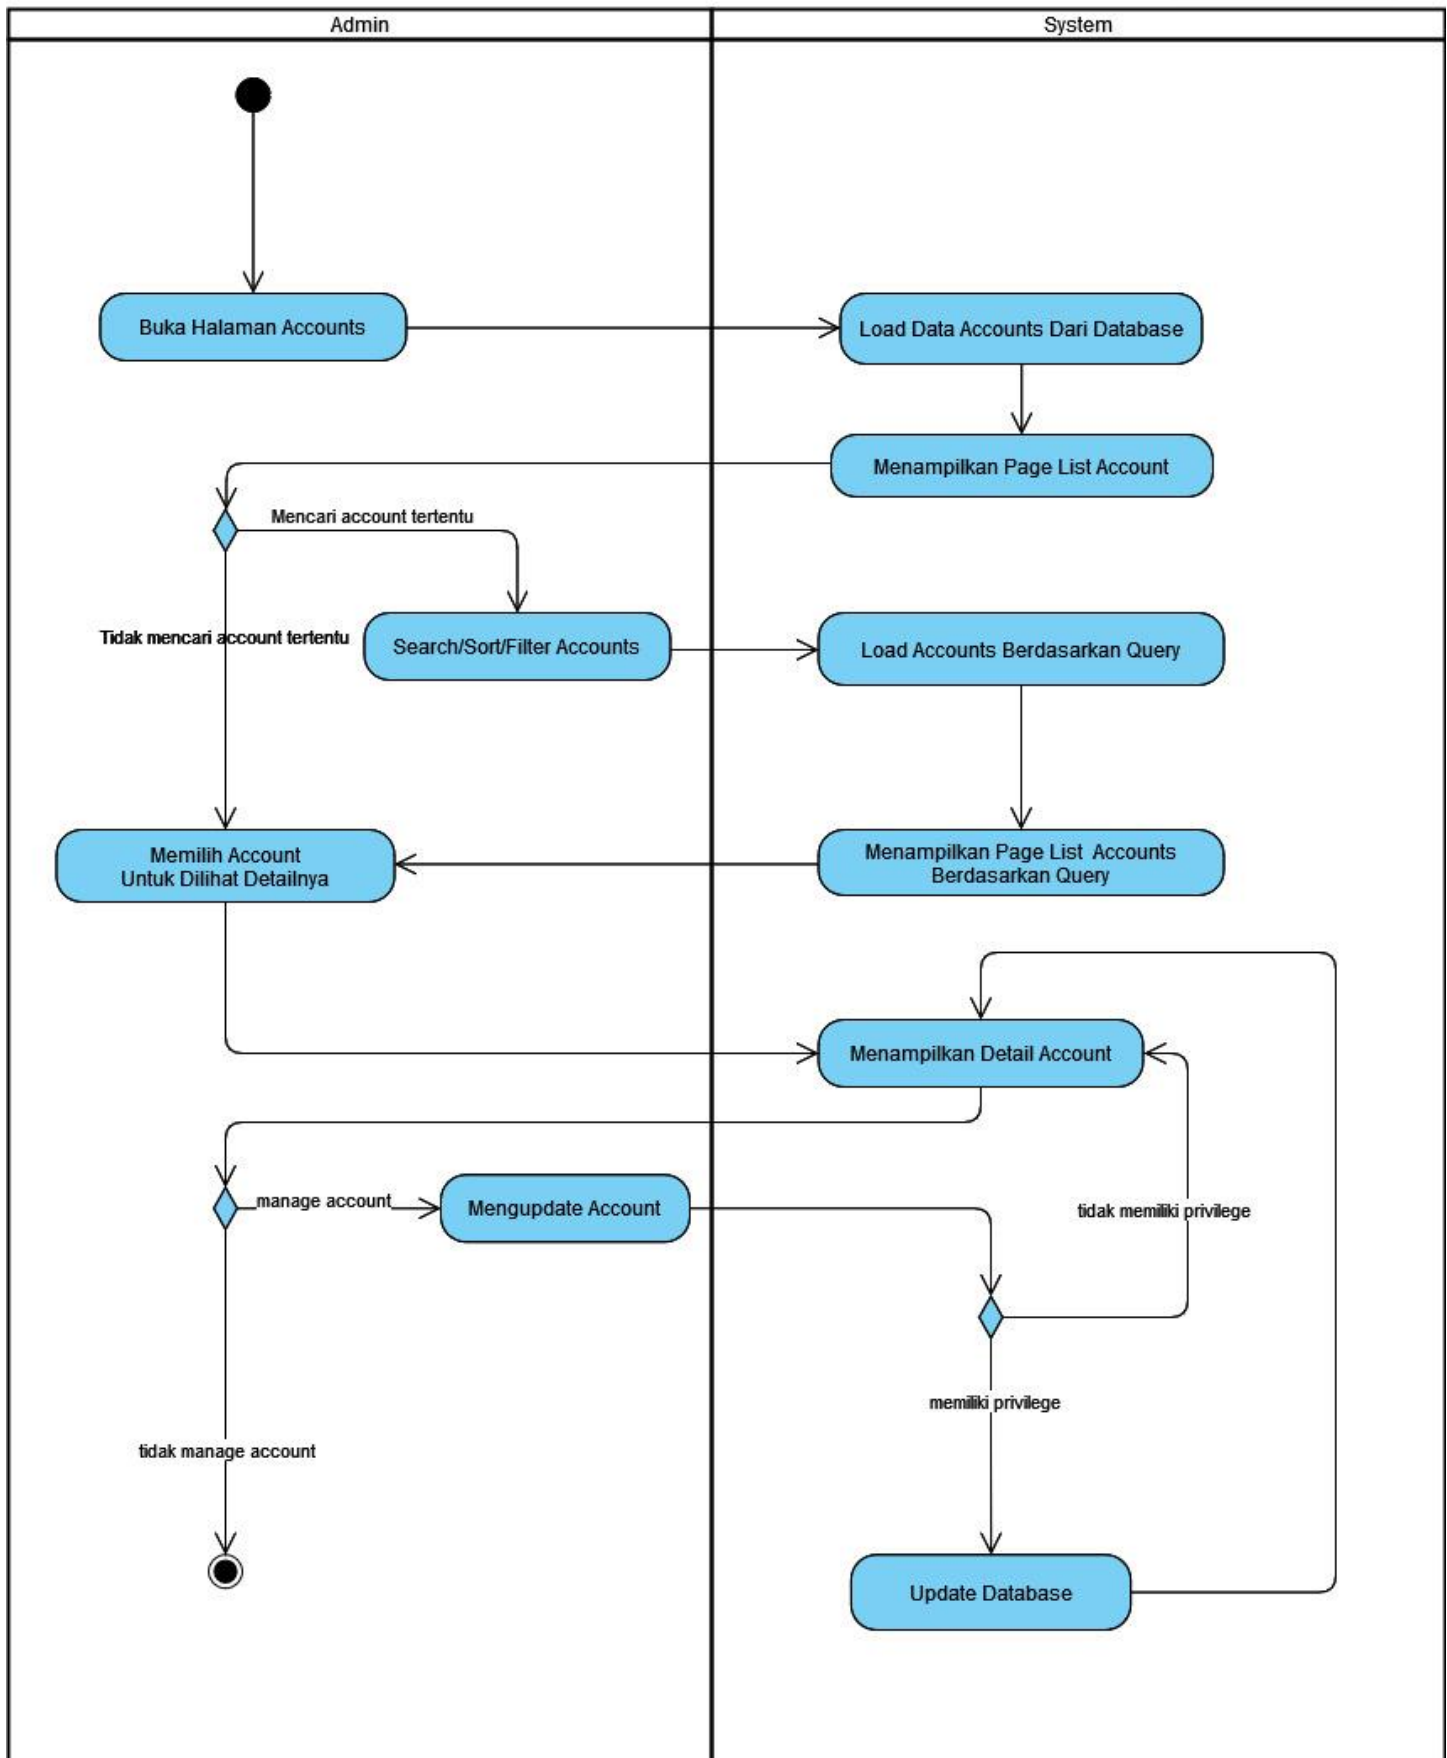 Admin
System
Buka Halaman Accounts
Load Data Accounts Dari Database
Menampilkan Page List Account
Mencari account tertentu
Tidak mencari account tertentu
Search/Sort/Filter Accounts
Load Accounts Berdasarkan Query
Memilih Account
Untuk Dilihat Detailnya
Menampilkan Page List Accounts
Berdasarkan Query
Menampilkan Detail Account
manage account
Mengupdate Account
tidak memiliki privilege
memiliki privilege
tidak manage account
Update Database